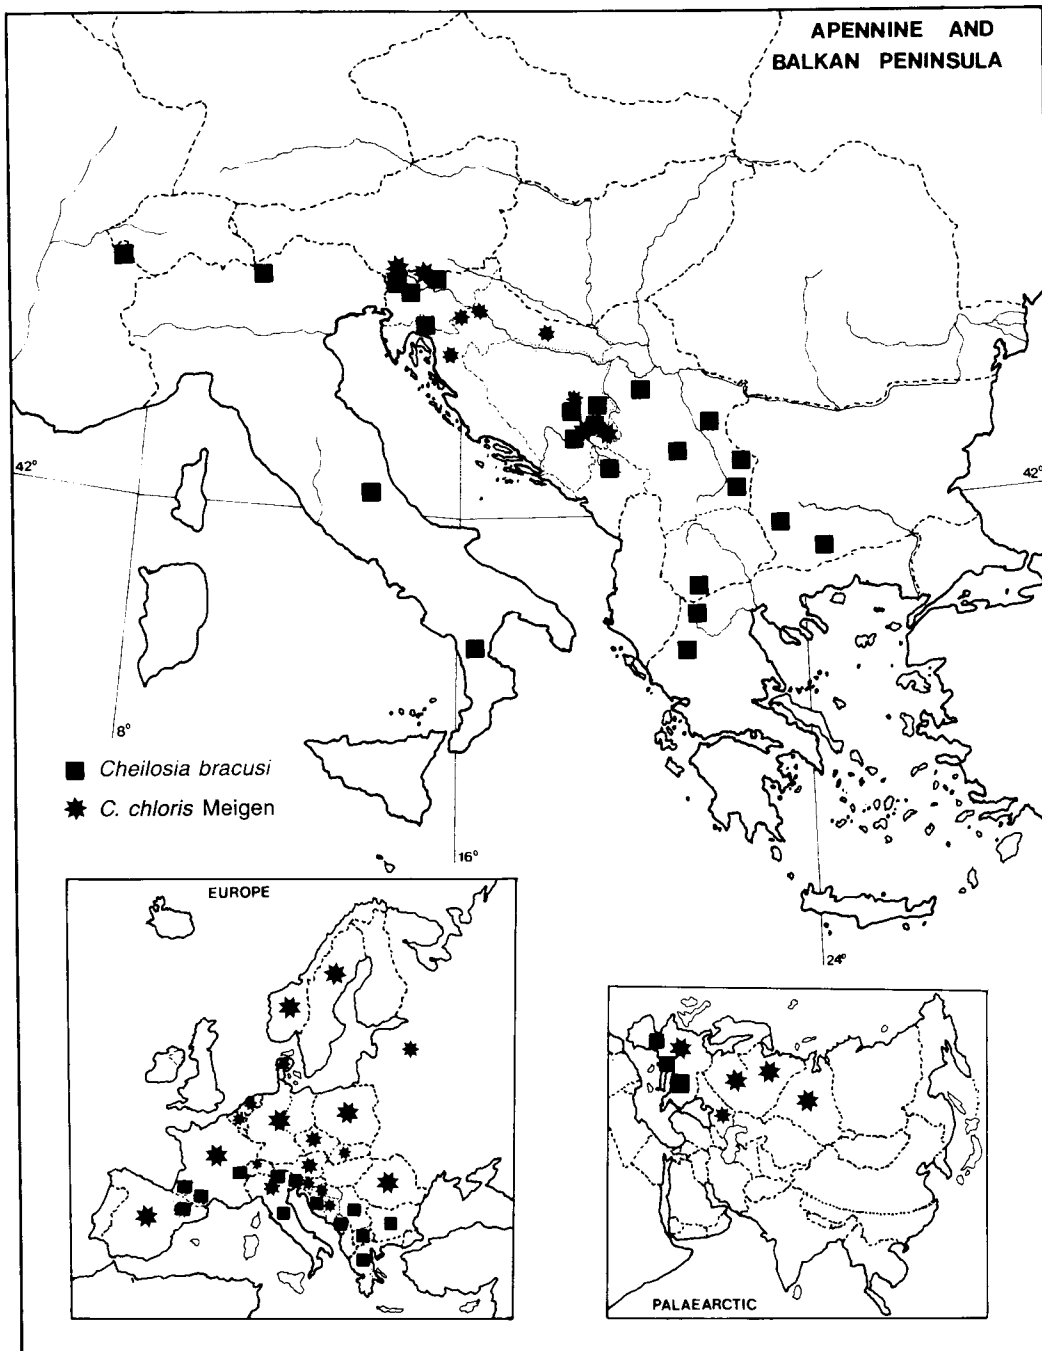 APENNINE AND
BALKAN PENINSULA
42°
42°
8°
Cheilosia bracusi
C. chloris Meigen
16°
24°
EUROPE
PALAEARCTIC